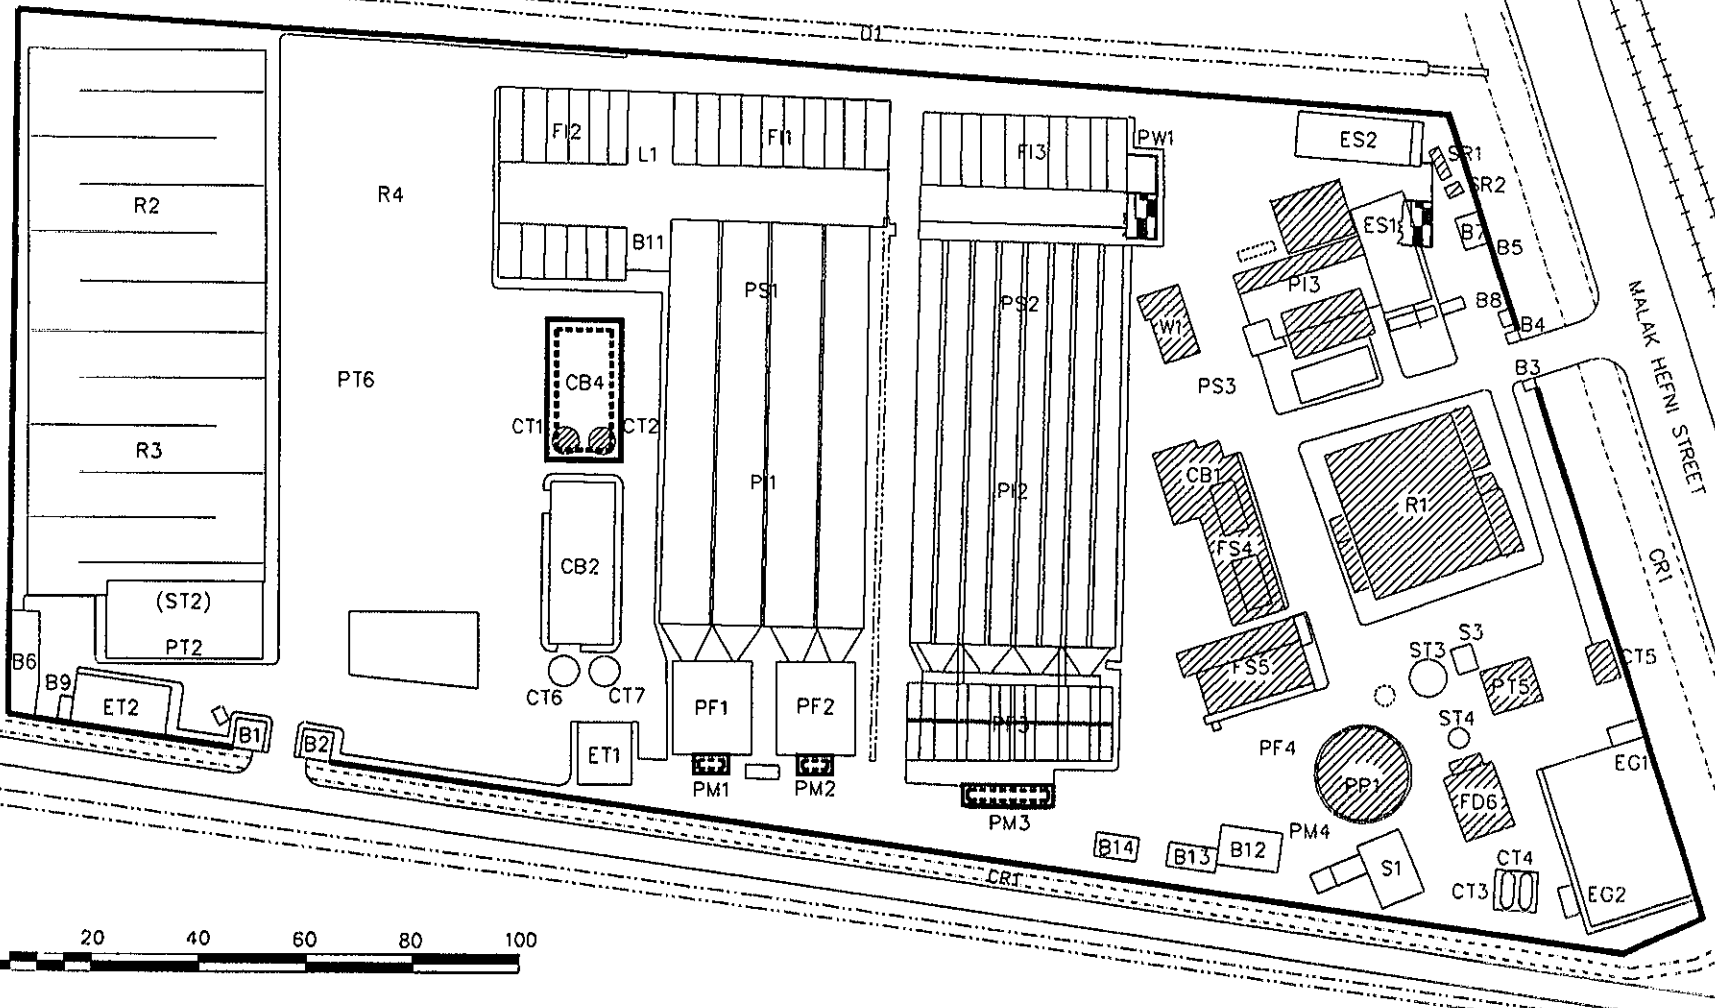 D1
FI2
FI1
L1
FI3
PW1
ES2
SR1
SR2
R2
R4
B11
ES1
B7
B5
PS1
PS2
PI3
B8
B4
W1
MALAK HEFNI STREET
PT6
CB4
PS3
B3
CT1
CT2
R3
PI1
PI2
CB1
R1
FS4
CB2
CR1
(ST2)
PT2
B6
B9
ET2
CT6
CT7
PF1
PF2
PF3
FS5
ST3
S3
PT5
CT5
ST4
B1
B2
ET1
PM1
PM2
PF4
PP1
EG1
FD6
PM3
PM4
B14
B13
B12
S1
CT4
CT3
EG2
CR1
20 40 60 80 100